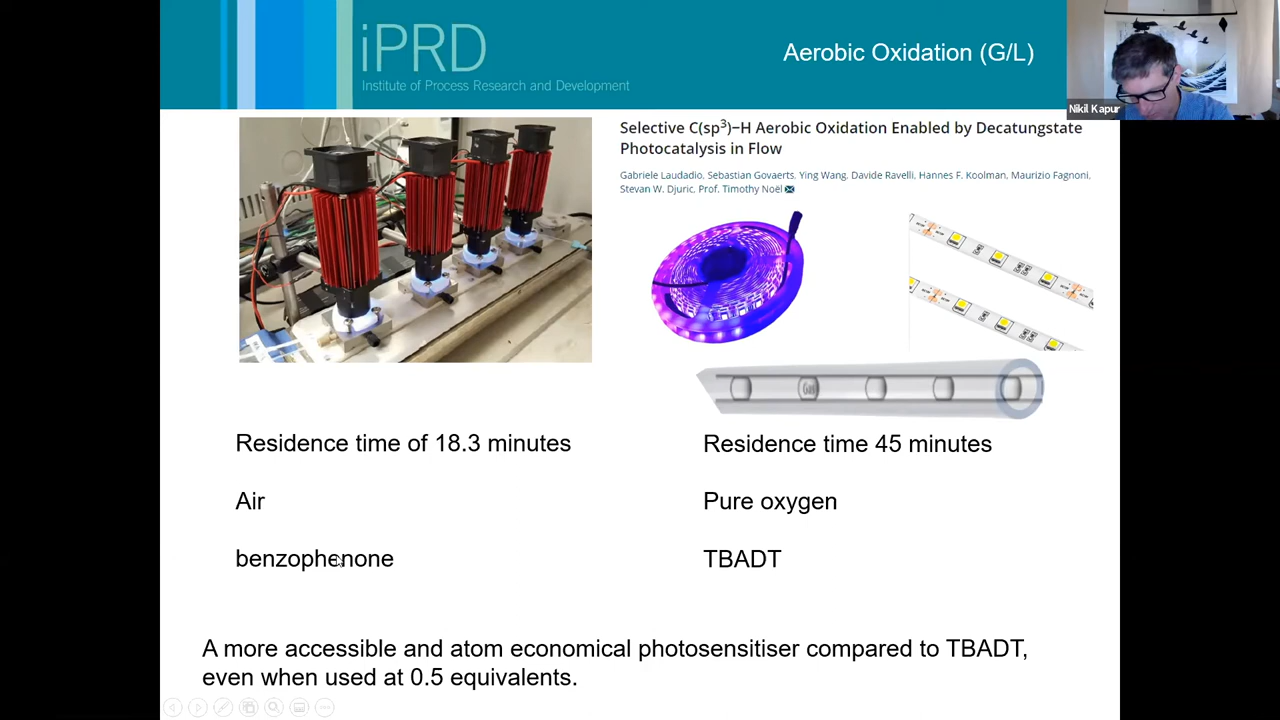 iPRD
Institute of Process Research and Development
Aerobic Oxidation (G/L)
Nikil Kapur
Selective C(sp³)−H Aerobic Oxidation Enabled by Decatungstate
Photocatalysis in Flow
Gabriele Laudadio, Sebastian Govaerts, Ying Wang, Davide Ravelli, Hannes F. Koolman, Maurizio Fagnoni,
Stevan W. Djuric, Prof. Timothy Noël
Gas
Residence time of 18.3 minutes
Air
benzophenone
Residence time 45 minutes
Pure oxygen
TBADT
A more accessible and atom economical photosensitiser compared to TBADT,
even when used at 0.5 equivalents.